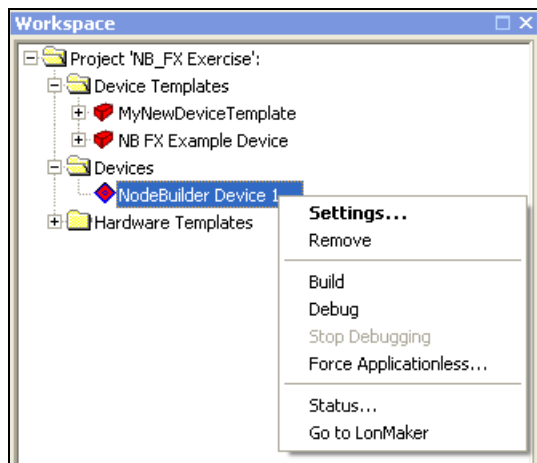 Workspace
Project 'NB_FX Exercise':
Device Templates
MyNewDeviceTemplate
NB FX Example Device
Devices
NodeBuilder Device 1
Hardware Templates
Settings...
Remove
Build
Debug
Stop Debugging
Force Applicationless...
Status...
Go to LonMaker